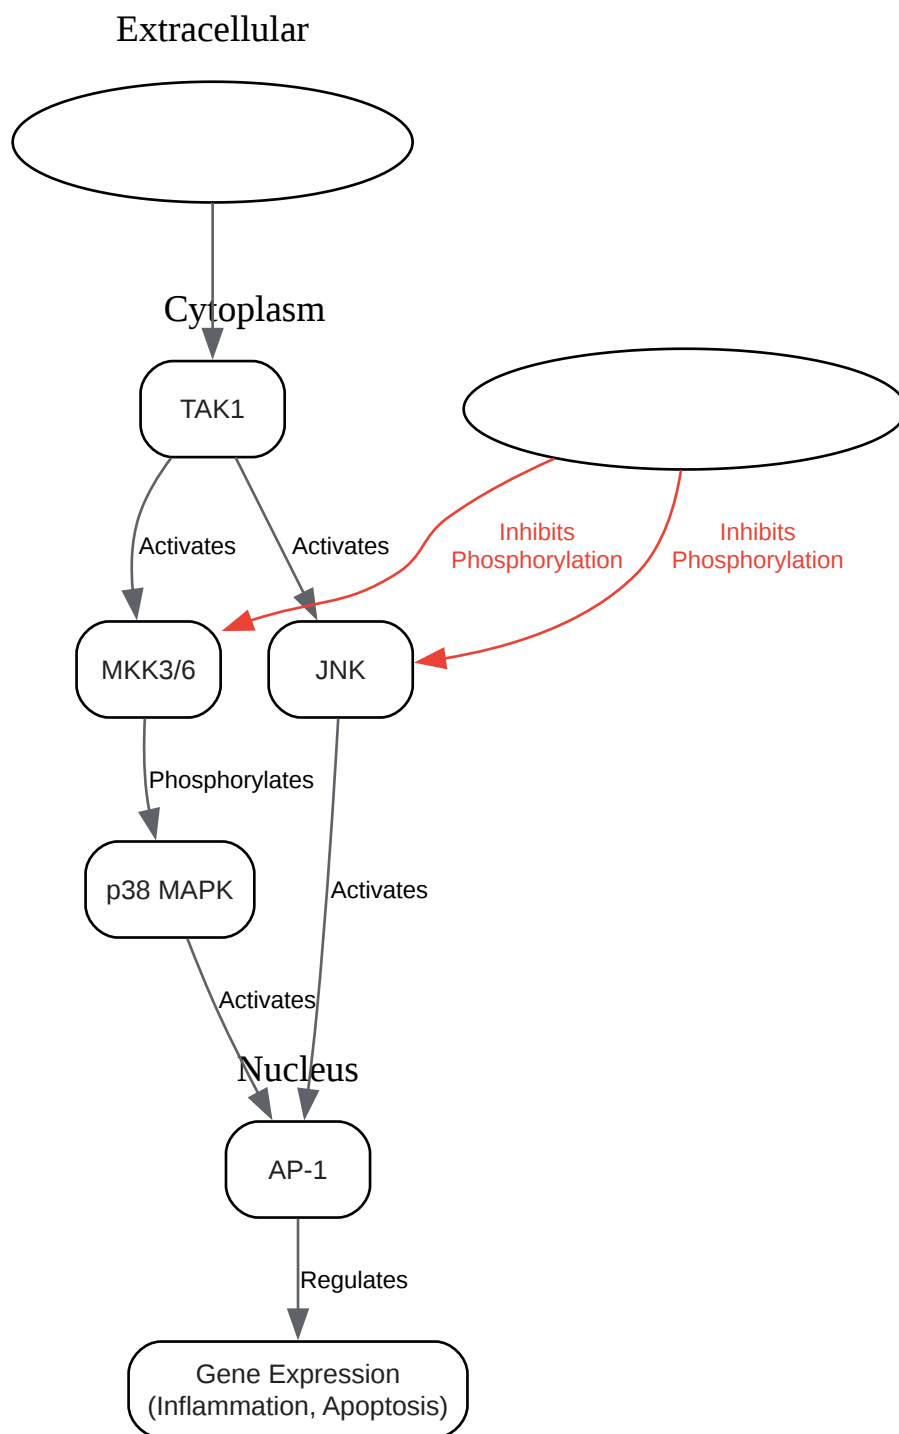 Extracellular
Cytoplasm
TAK1
Activates
Activates
Inhibits
Phosphorylation
Inhibits
Phosphorylation
MKK3/6
JNK
Phosphorylates
p38 MAPK
Activates
Activates
Nucleus
AP-1
Regulates
Gene Expression
(Inflammation, Apoptosis)